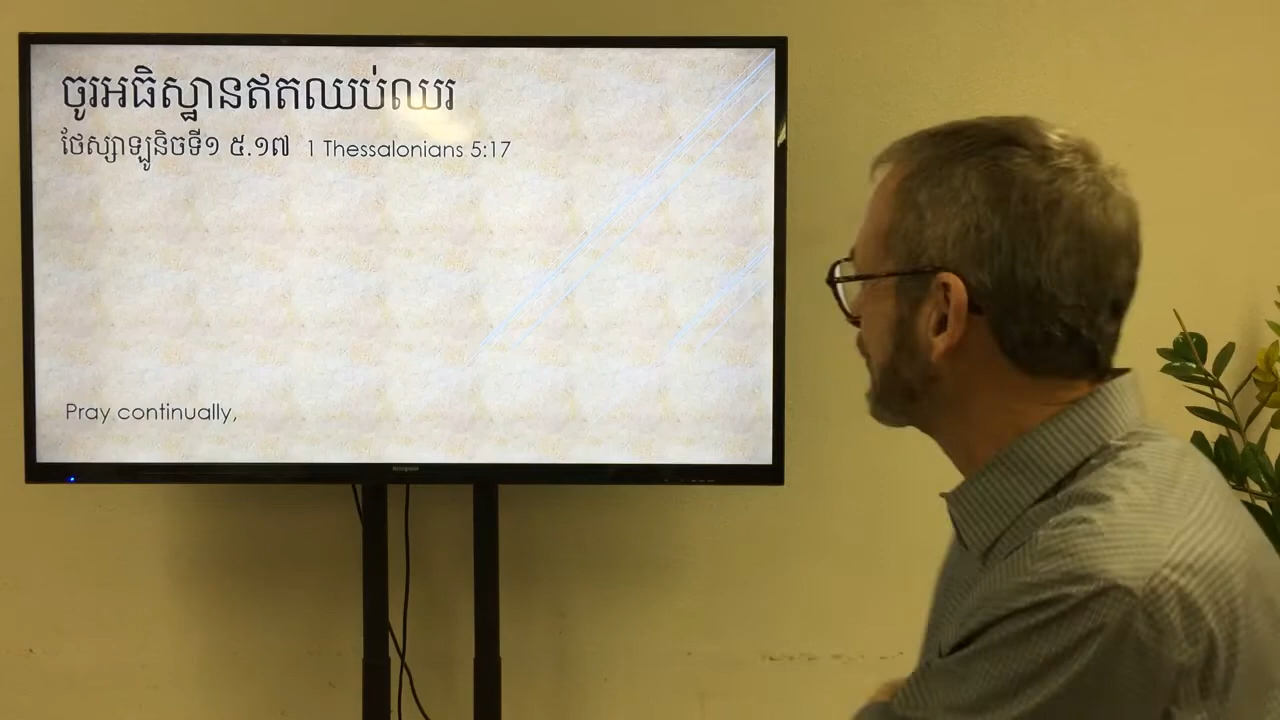 ចូរអធិស្ឋានឥតឈប់ឈរ
ថែស្សាឡូនិចទី១ ៥.១៧ 1 Thessalonians 5:17
Pray continually,